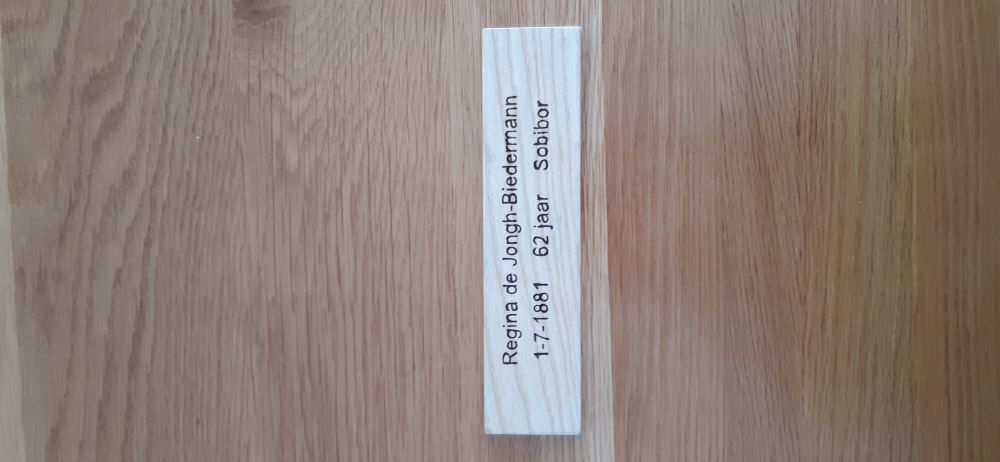 Regina de Jongh-Biedermann
1-7-1881 62 jaar Sobibor